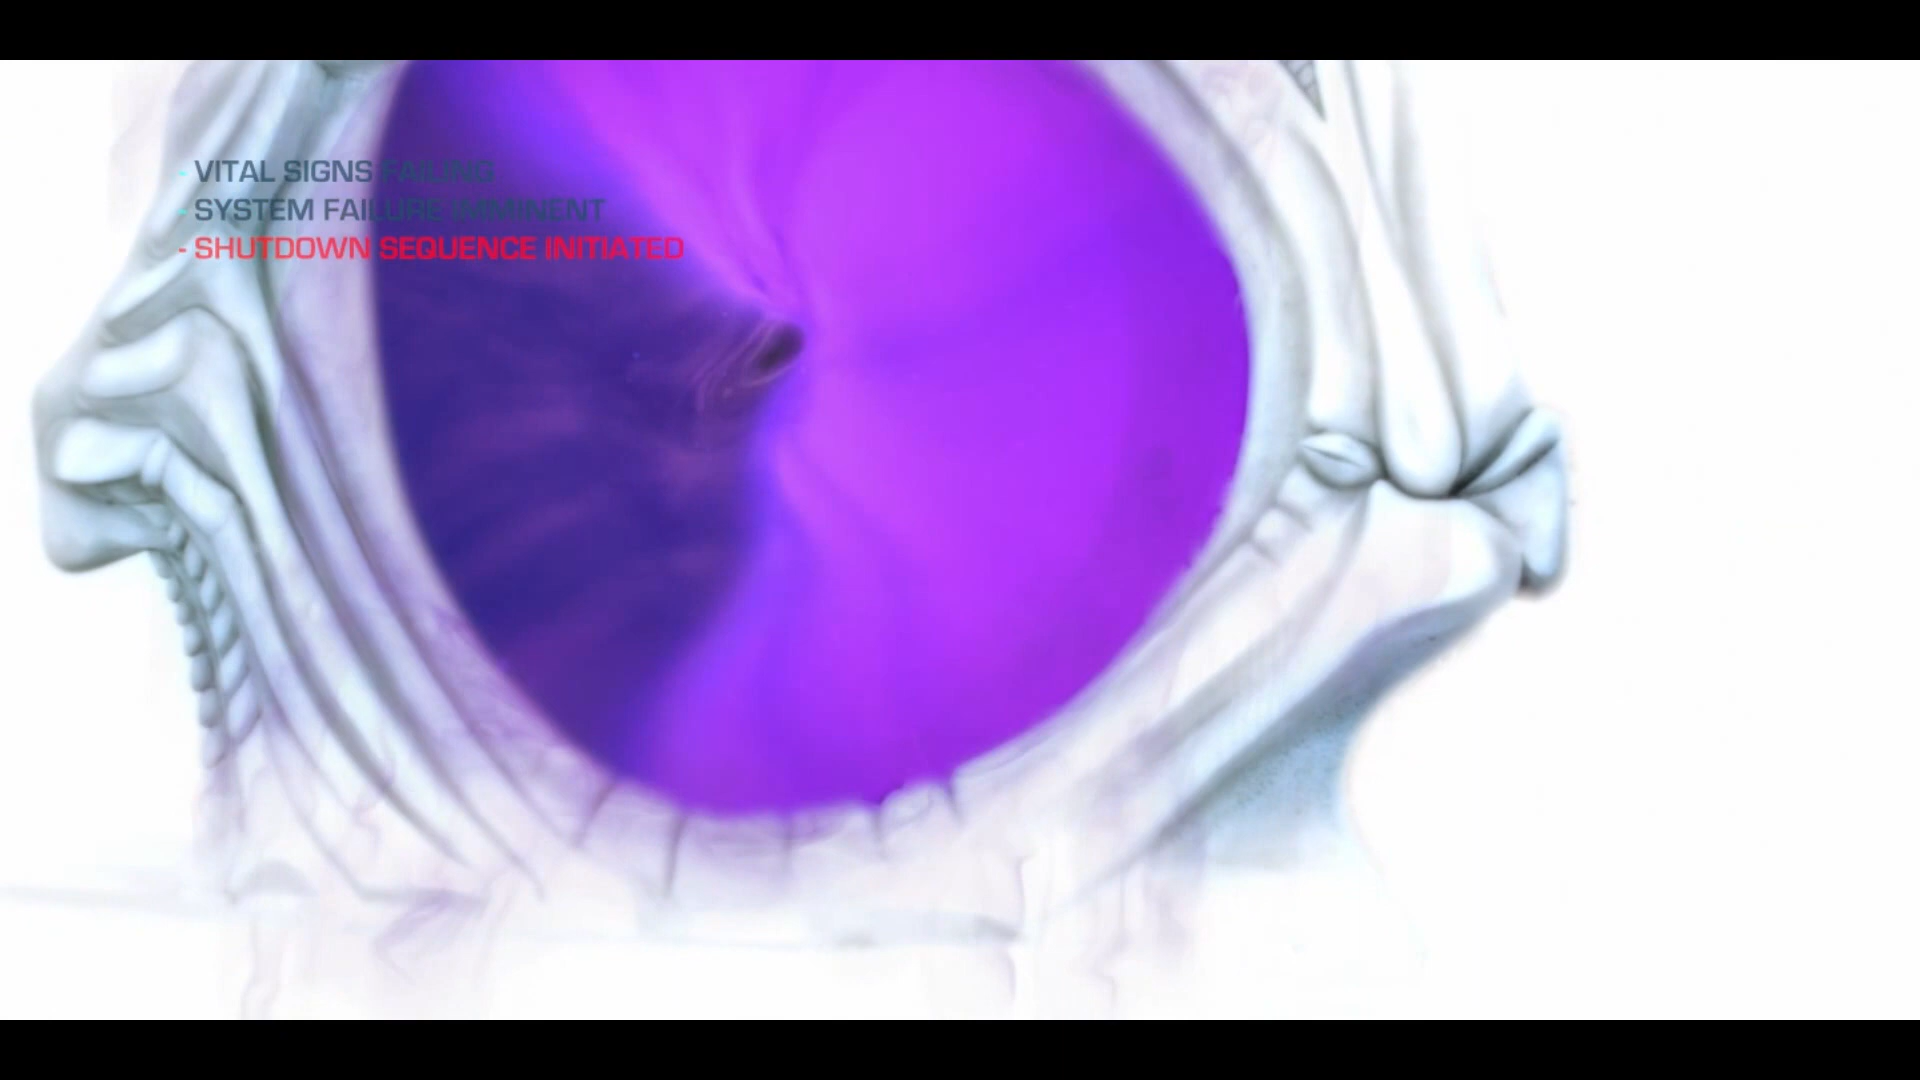 - VITAL SIGNS FAILING
- SYSTEM FAILURE IMMINENT
- SHUTDOWN SEQUENCE INITIATED